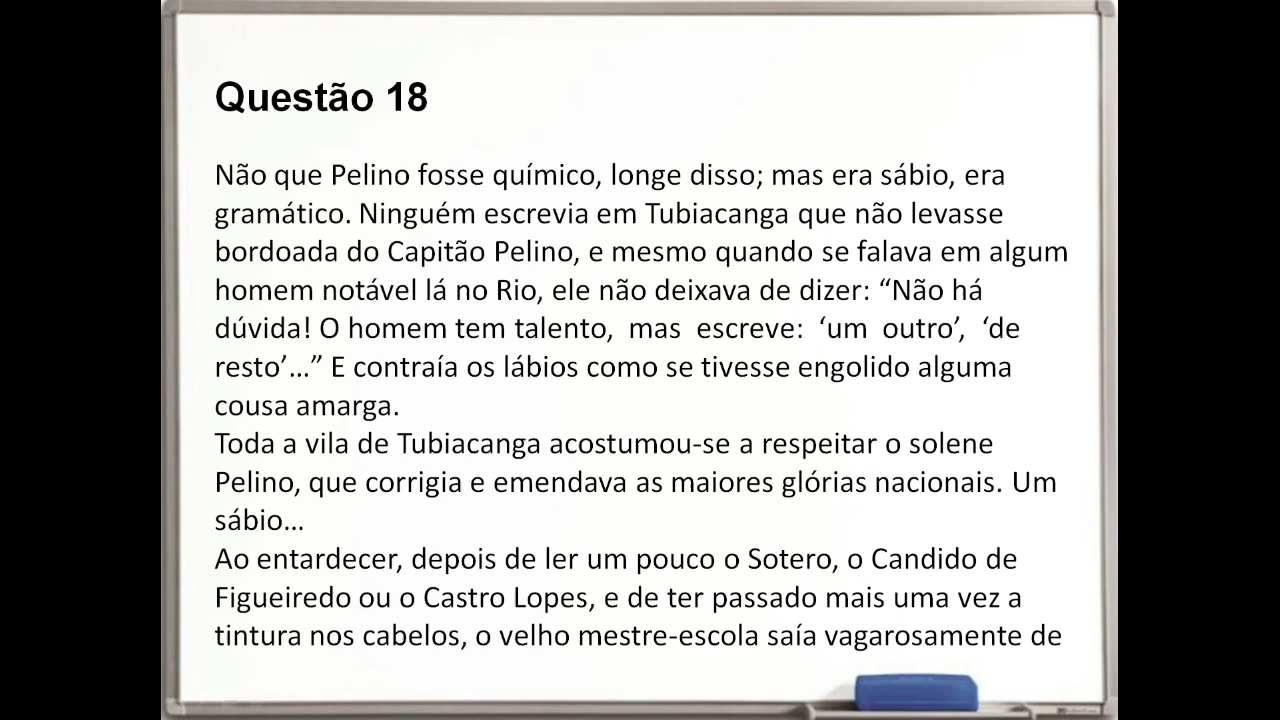 Questão 18
Não que Pelino fosse químico, longe disso; mas era sábio, era
gramático. Ninguém escrevia em Tubiacanga que não levasse
bordoada do Capitão Pelino, e mesmo quando se falava em algum
homem notável lá no Rio, ele não deixava de dizer: “Não há
dúvida! O homem tem talento, mas escreve: ‘um outro’, ‘de
resto’...” E contraía os lábios como se tivesse engolido alguma
cousa amarga.
Toda a vila de Tubiacanga acostumou-se a respeitar o solene
Pelino, que corrigia e emendava as maiores glórias nacionais. Um
sábio...
Ao entardecer, depois de ler um pouco o Sotero, o Candido de
Figueiredo ou o Castro Lopes, e de ter passado mais uma vez a
tintura nos cabelos, o velho mestre-escola saía vagarosamente de